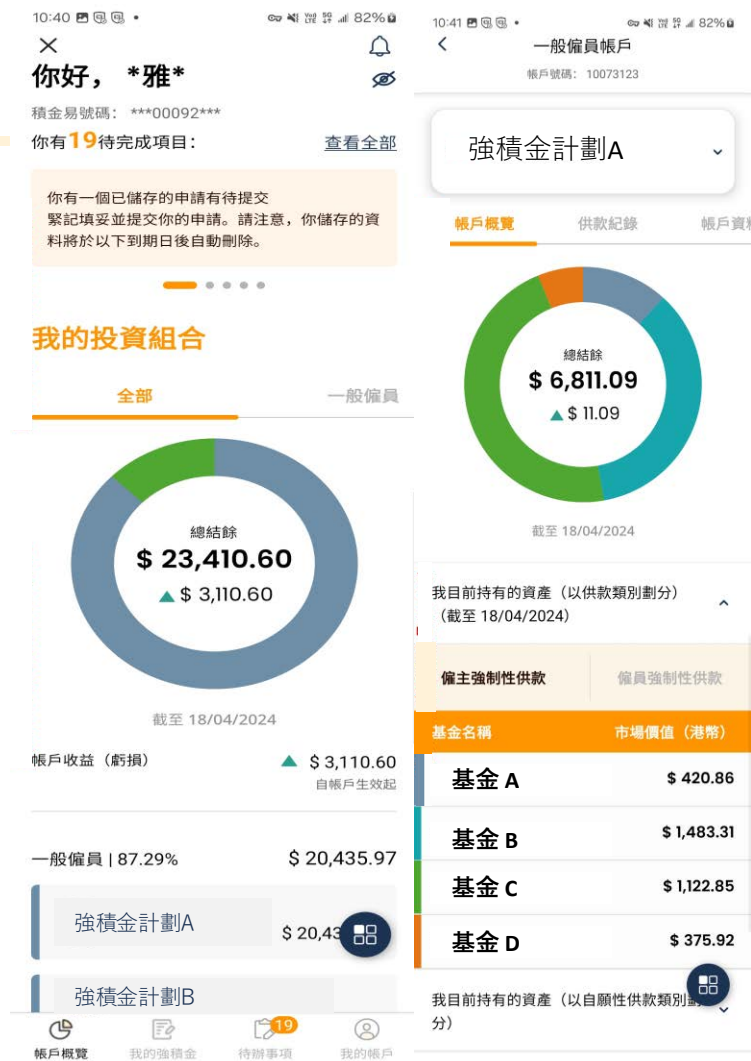 10:40
82%
你好， *雅*
積金易號碼： ***00092***
你有19待完成項目：
查看全部
你有一個已儲存的申請有待提交
緊記填妥並提交你的申請。請注意，你儲存的資
料將於以下到期日後自動刪除。
我的投資組合
全部
一般僱員
總結餘
$ 23,410.60
▲ $ 3,110.60
截至 18/04/2024
帳戶收益（虧損）
▲ $ 3,110.60
自帳戶生效起
一般僱員 | 87.29%
$ 20,435.97
強積金計劃A
$ 20,43
強積金計劃B
19
帳戶概覽
我的強積金
待辦事項
我的帳戶
10:41
82%
一般僱員帳戶
帳戶號碼： 10073123
強積金計劃A
帳戶概覽
供款紀錄
帳戶資
總結餘
$ 6,811.09
▲ $ 11.09
截至 18/04/2024
我目前持有的資產（以供款類別劃分）
（截至 18/04/2024）
僱主強制性供款
僱員強制性供款
基金名稱
市場價值（港幣）
基金 A
$ 420.86
基金 B
$ 1,483.31
基金 C
$ 1,122.85
基金 D
$ 375.92
我目前持有的資產（以自願性供款類別劃
分）